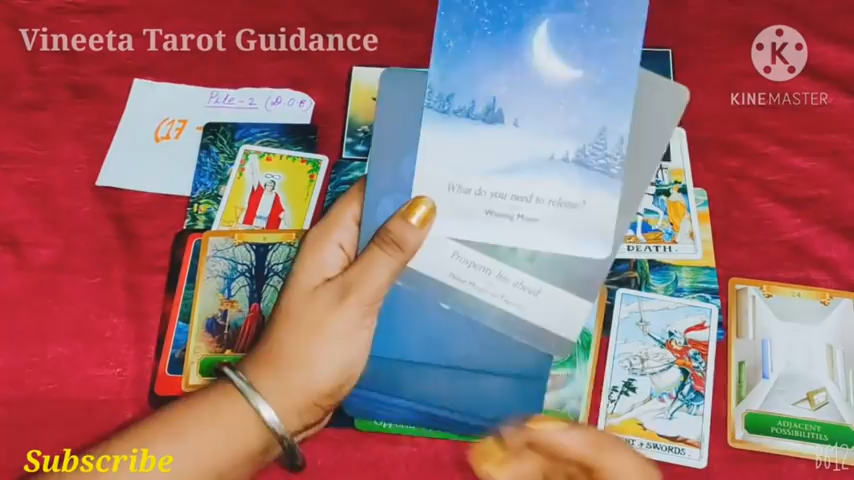 Vineeta Tarot Guidance
KINEMASTER
Pile-2 (D.O.B)
(17 -
What do you need to release?
Waning Moon
Prosperity lies ahead
DEATH.
OF SWORDS.
14
ADJACENT
POSSIBILITIES
Subscribe